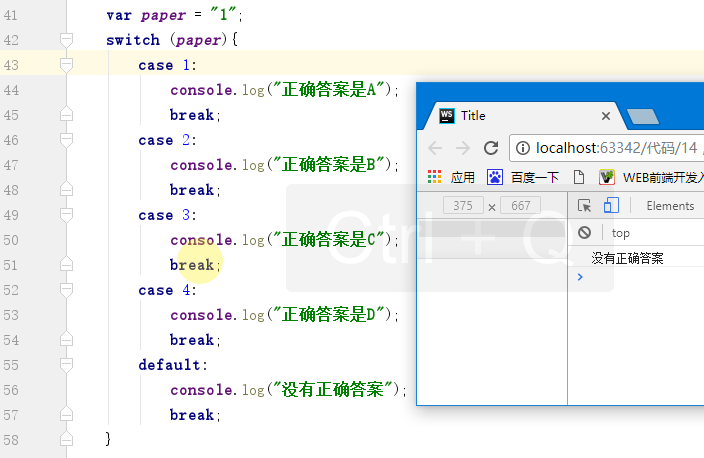 41 var paper = "1";
42 switch (paper){
43 case 1:
44 console.log("正确答案是A");
45 break;
46 case 2:
47 console.log("正确答案是B");
48 break;
49 case 3:
50 console.log("正确答案是C");
51 break;
52 case 4:
53 console.log("正确答案是D");
54 break;
55 default:
56 console.log("没有正确答案");
57 break;
58 }
WS Title
localhost:63342/代码/14
应用 百度一下 WEB前端开发入
375 × 667 Elements
top
没有正确答案
Ctrl + Q